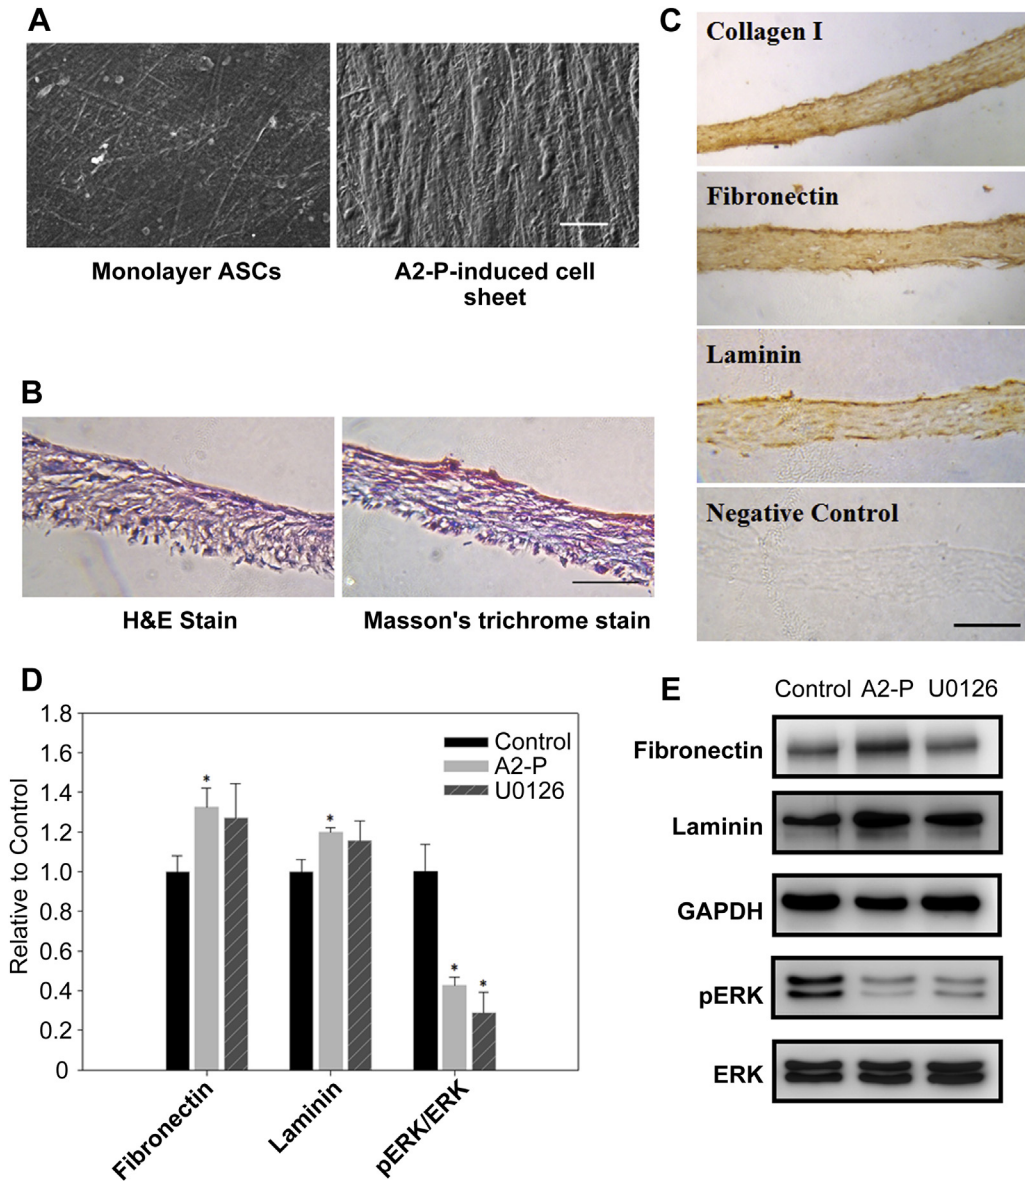 A
Monolayer ASCs
A2-P-induced cell
sheet
B
H&E Stain
Masson's trichrome stain
C
Collagen I
Fibronectin
Laminin
Negative Control
D
Relative to Control
1.8
1.6
1.4
1.2
1.0
0.8
0.6
0.4
0.2
0
Control
A2-P
U0126
*
*
*
*
Fibronectin
Laminin
pERK/ERK
E
Control A2-P U0126
Fibronectin
Laminin
GAPDH
pERK
ERK